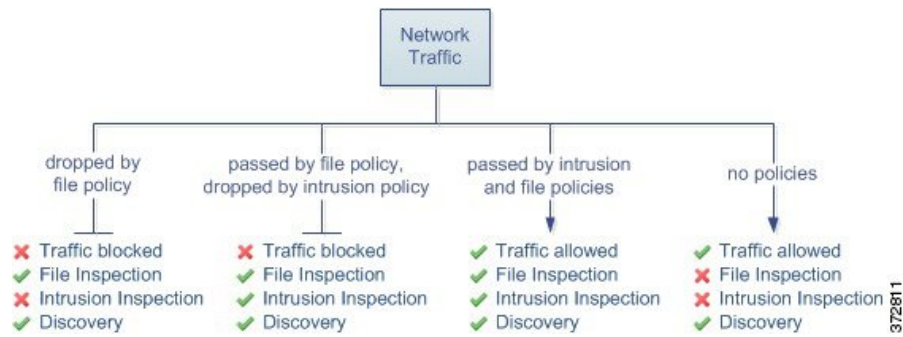 Network
Traffic
dropped by
file policy
passed by file policy,
dropped by intrusion policy
passed by intrusion
and file policies
no policies
Traffic blocked
File Inspection
Intrusion Inspection
Discovery
Traffic blocked
File Inspection
Intrusion Inspection
Discovery
Traffic allowed
File Inspection
Intrusion Inspection
Discovery
Traffic allowed
File Inspection
Intrusion Inspection
Discovery
372811